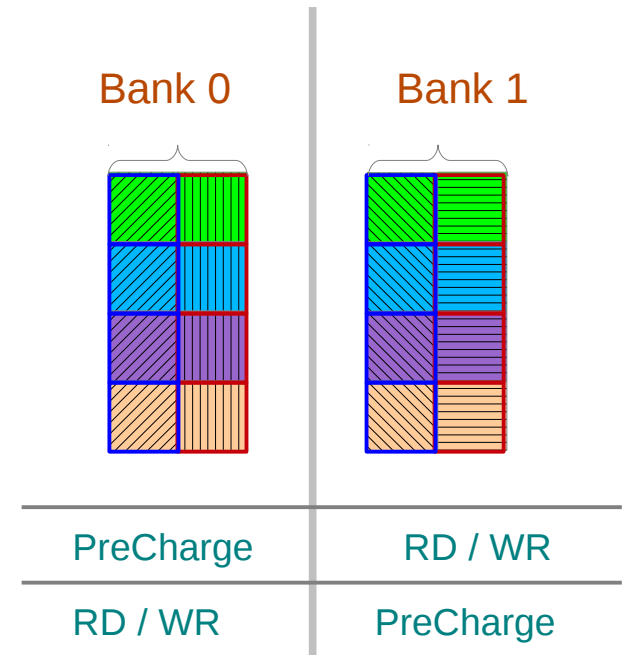 Bank 0
Bank 1
PreCharge
RD / WR
RD / WR
PreCharge